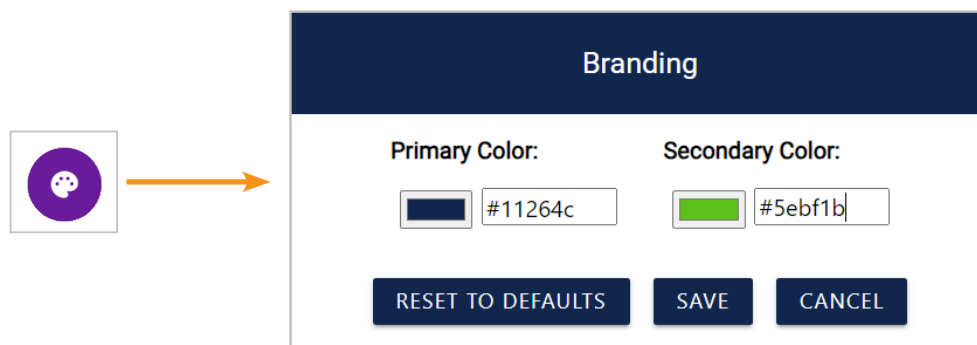 Branding
Primary Color: Secondary Color:
#11264c #5ebf1b
RESET TO DEFAULTS SAVE CANCEL